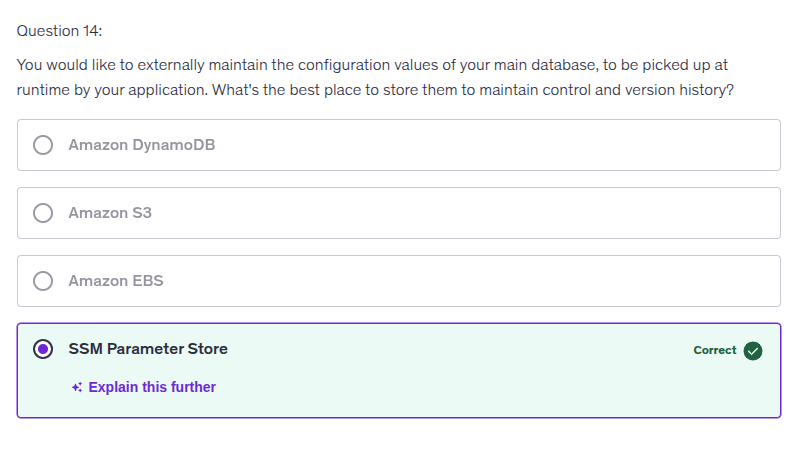 Question 14:
You would like to externally maintain the configuration values of your main database, to be picked up at
runtime by your application. What's the best place to store them to maintain control and version history?
Amazon DynamoDB
Amazon S3
Amazon EBS
SSM Parameter Store
Correct
Explain this further